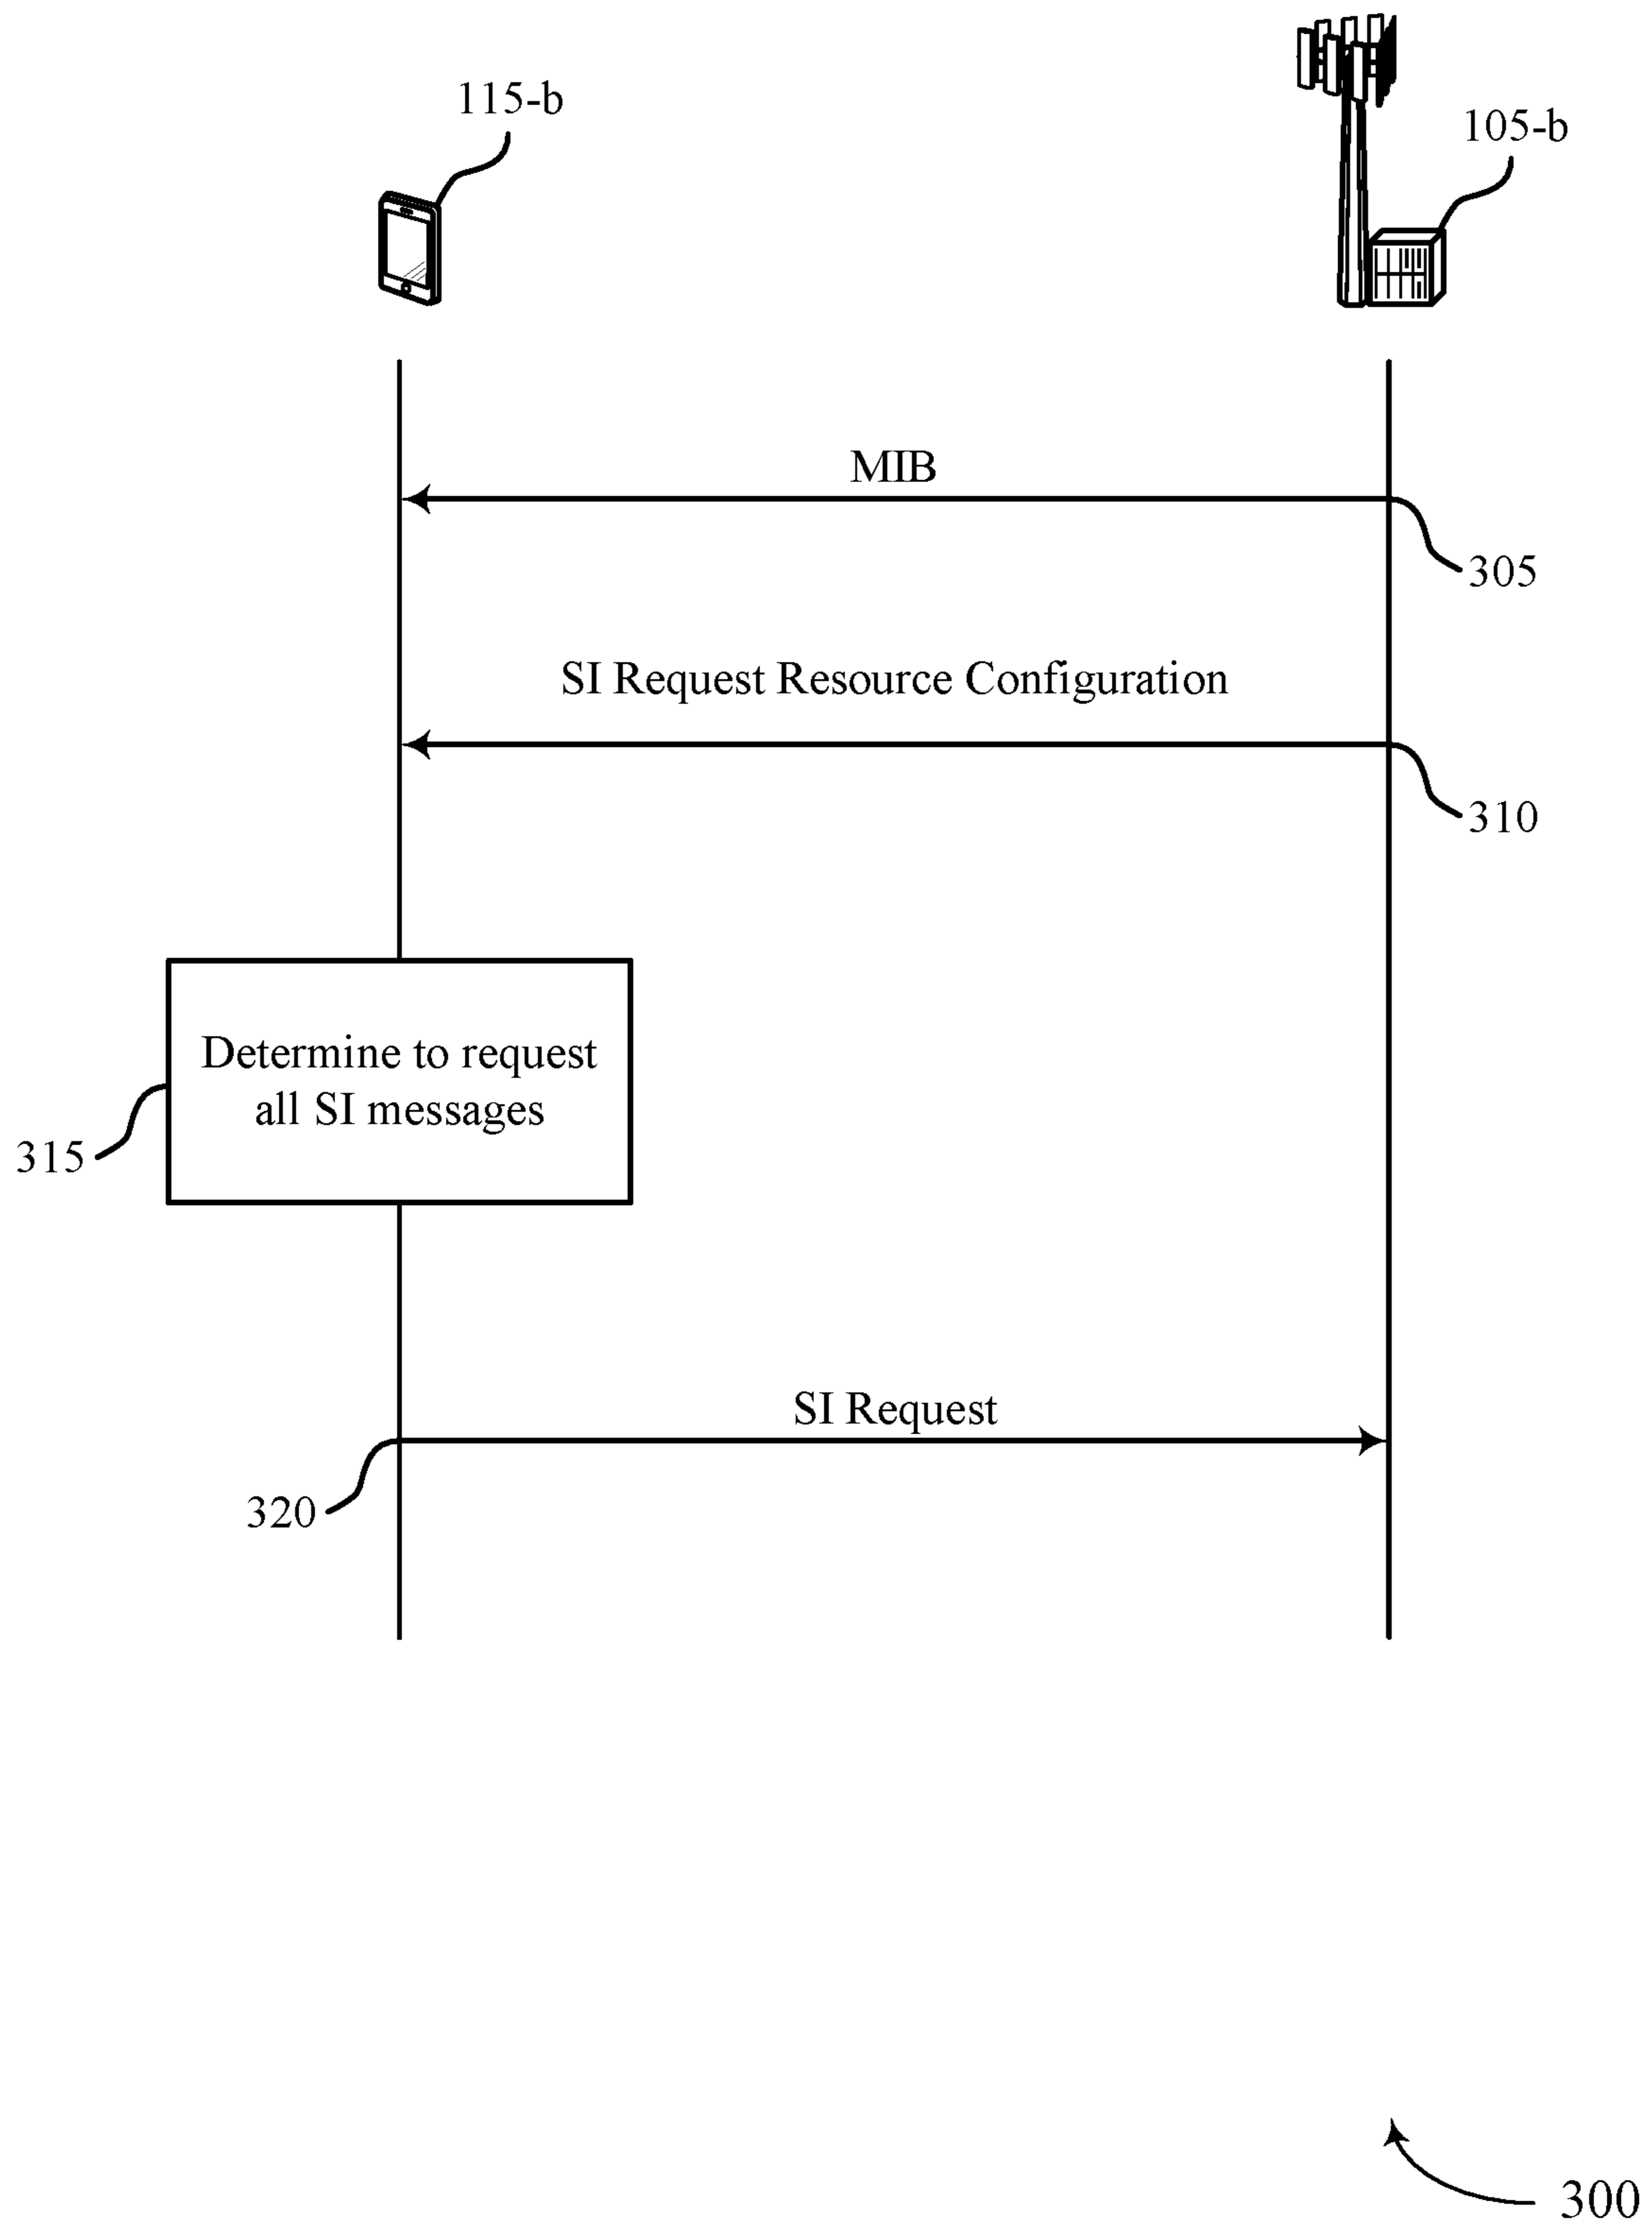 115-b
105-b
MIB
305
SI Request Resource Configuration
310
Determine to request
all SI messages
315
SI Request
320
300